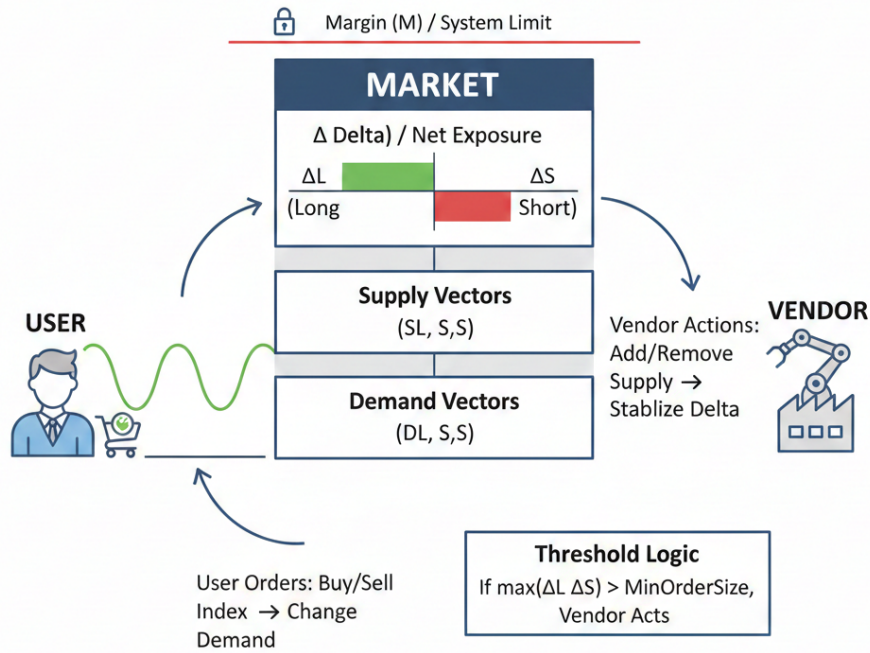 Margin (M) / System Limit
MARKET
Δ Delta) / Net Exposure
ΔL ΔS
(Long Short)
Supply Vectors
(SL, S,S)
Demand Vectors
(DL, S,S)
USER
VENDOR
Vendor Actions:
Add/Remove
Supply →
Stablize Delta
User Orders: Buy/Sell
Index → Change
Demand
Threshold Logic
If max(ΔL ΔS) > MinOrderSize,
Vendor Acts